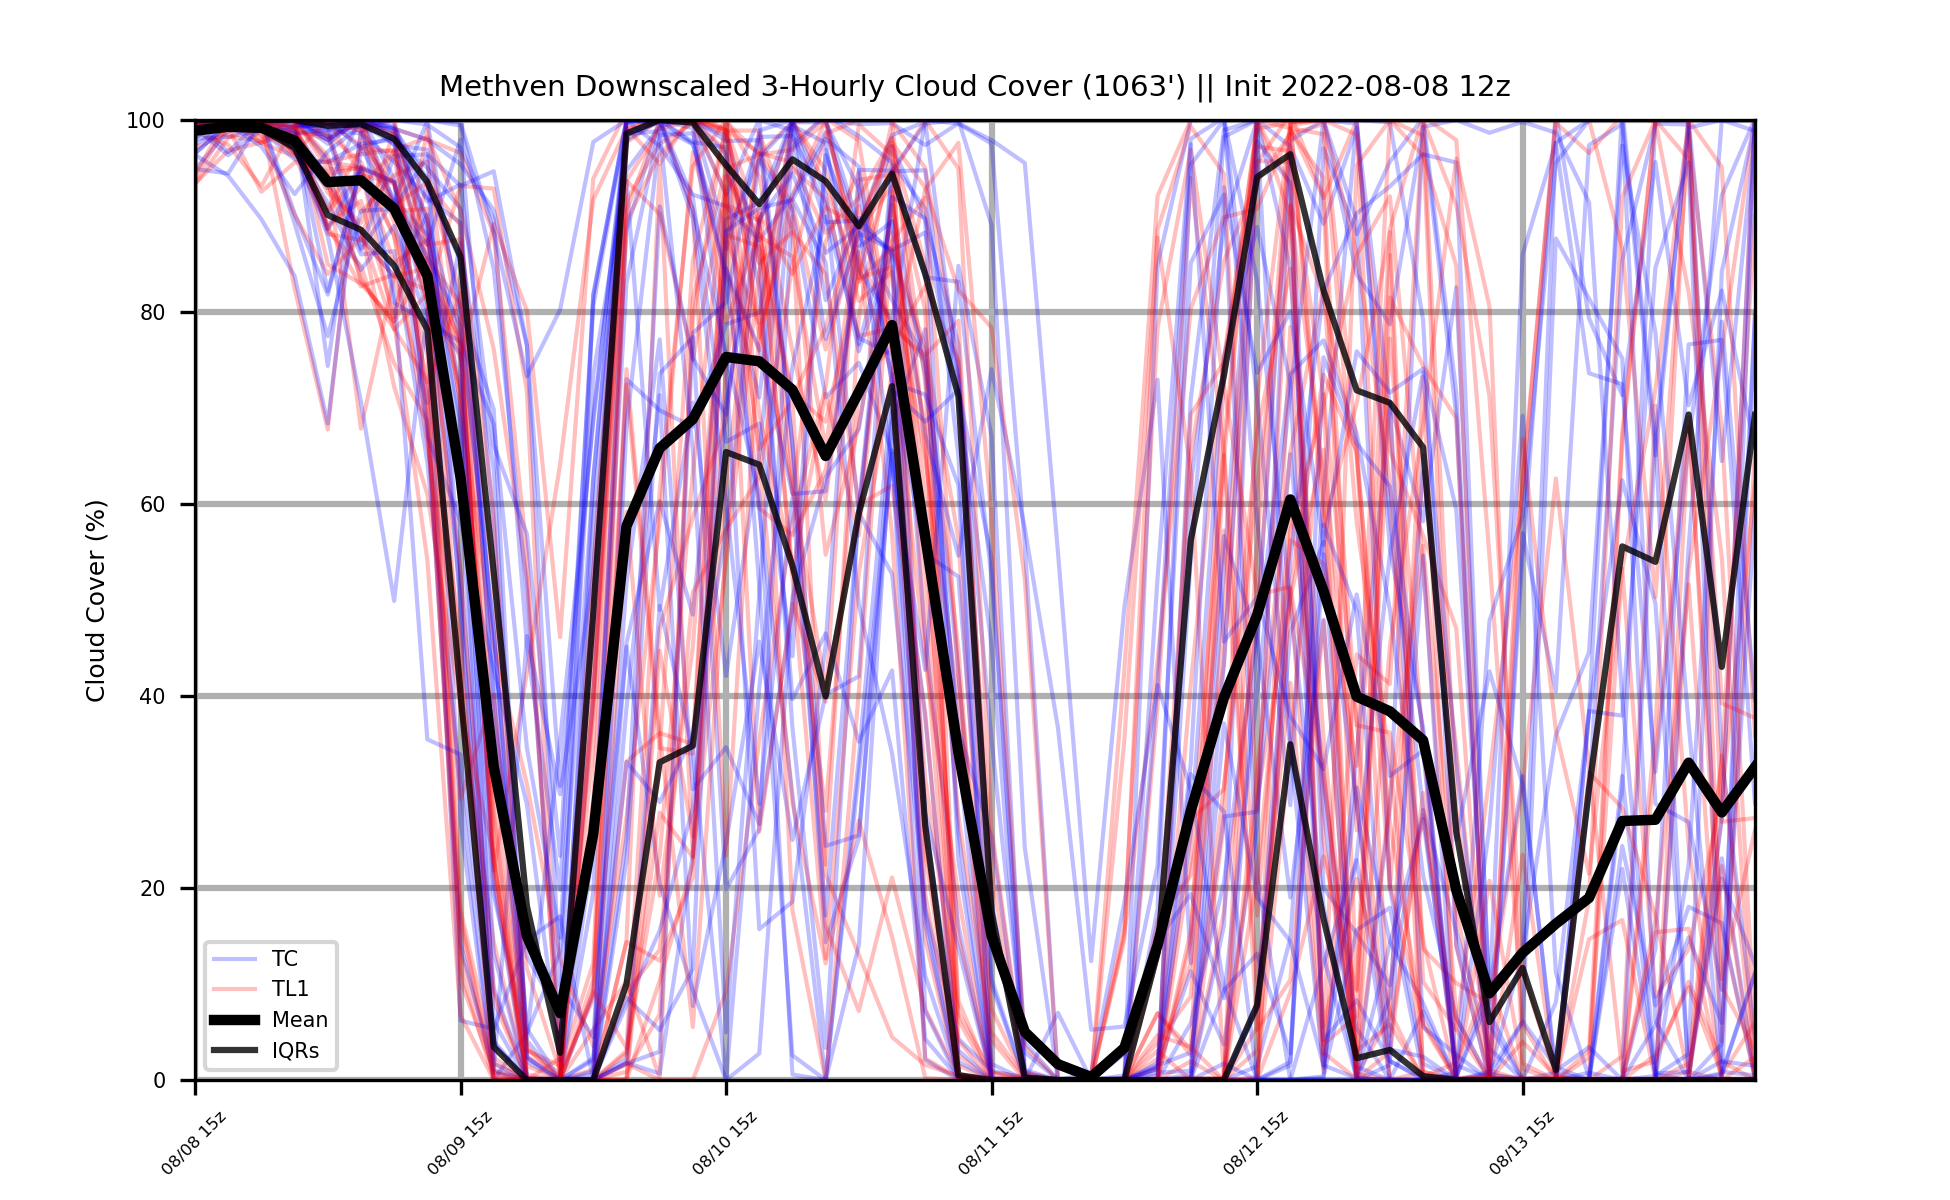 Methven Downscaled 3-Hourly Cloud Cover (1063') || Init 2022-08-08 12z
Cloud Cover (%)
100
80
60
40
20
0
TC
TL1
Mean
IQRs
08/08 15z
08/09 15z
08/10 15z
08/11 15z
08/12 15z
08/13 15z